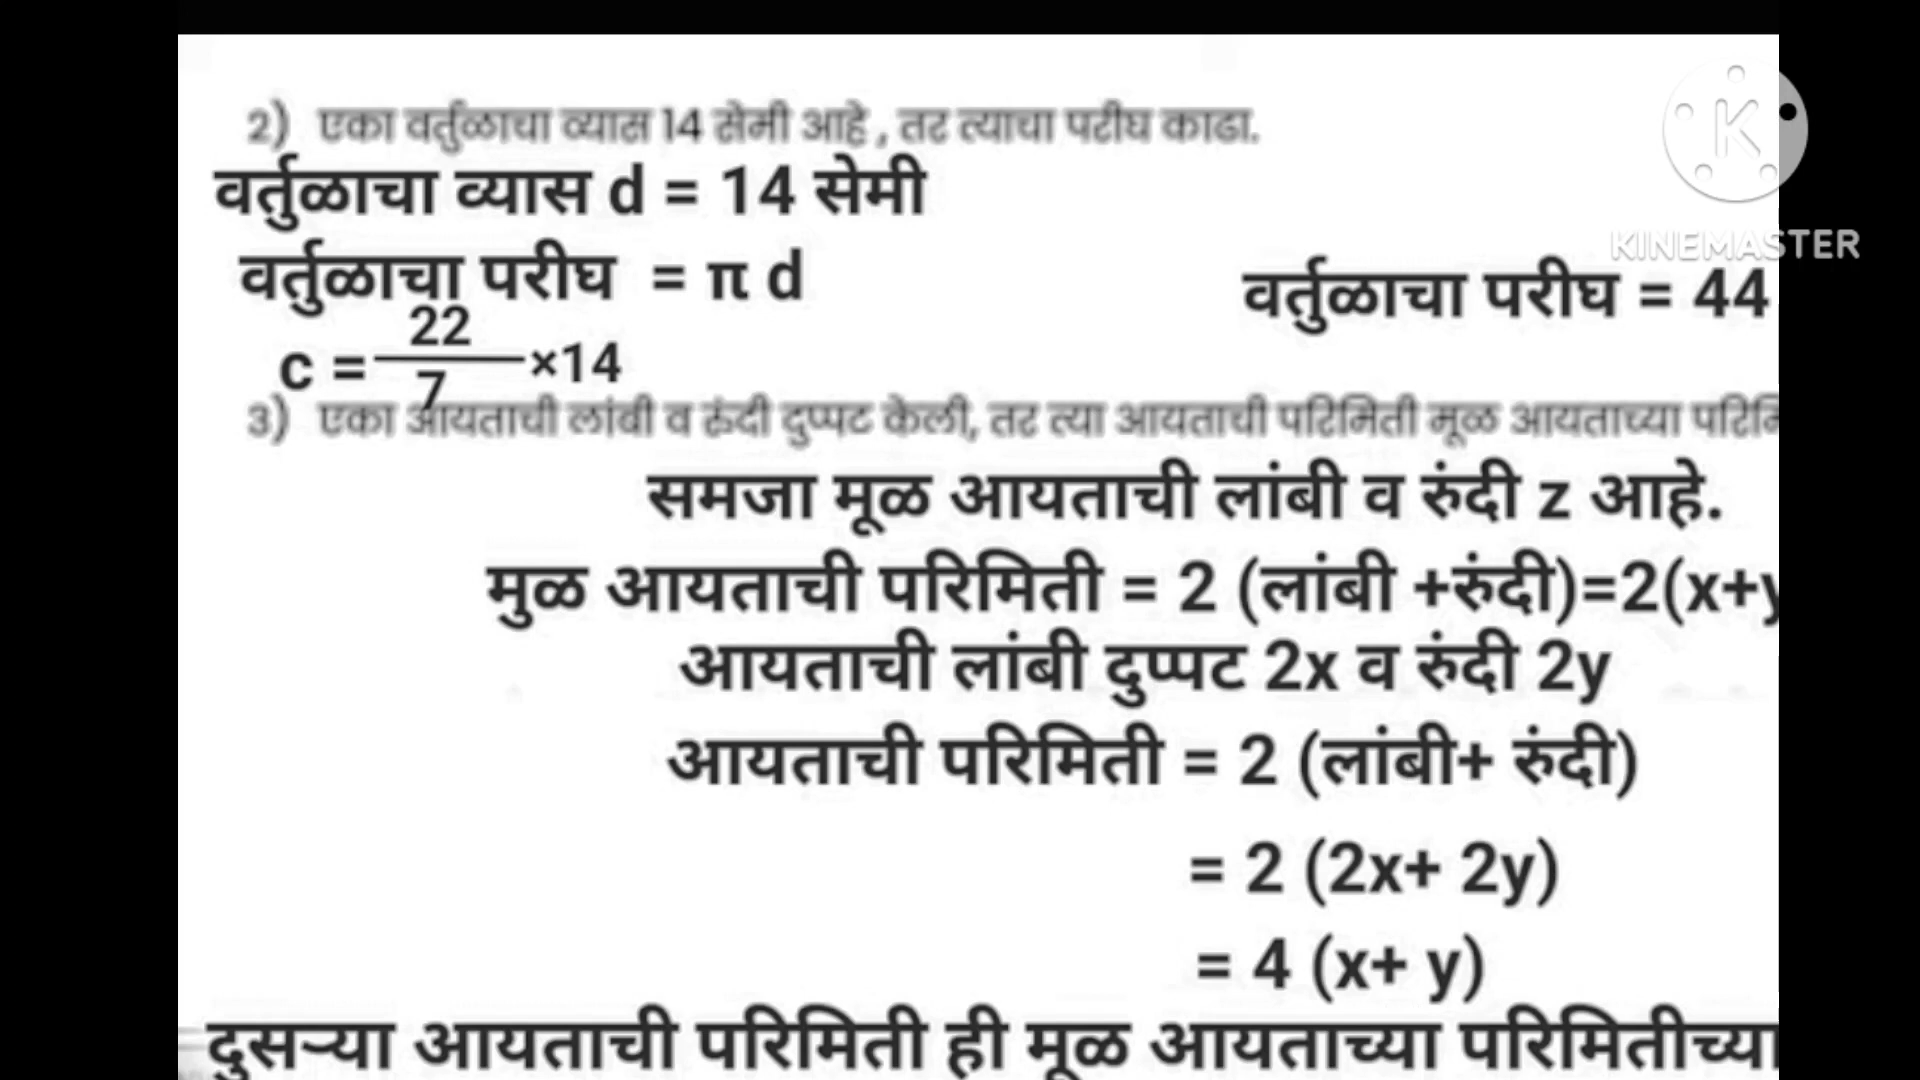 2) एका वर्तुळाचा व्यास 14 सेमी आहे , तर त्याचा परीघ काढा.
वर्तुळाचा व्यास d = 14 सेमी
वर्तुळाचा परीघ = π d
वर्तुळाचा परीघ = 44
c = 22/7 ×14
3) एका आयताची लांबी व रुंदी दुप्पट केली, तर त्या आयताची परिमिती मूळ आयताच्या
समजा मूळ आयताची लांबी व रुंदी z आहे.
मुळ आयताची परिमिती = 2 (लांबी +रुंदी)=2(x+y
आयताची लांबी दुप्पट 2x व रुंदी 2y
आयताची परिमिती = 2 (लांबी+ रुंदी)
= 2 (2x+ 2y)
= 4 (x+ y)
दुसऱ्या आयताची परिमिती ही मूळ आयताच्या परिमितीच्या
K
KINEMASTER